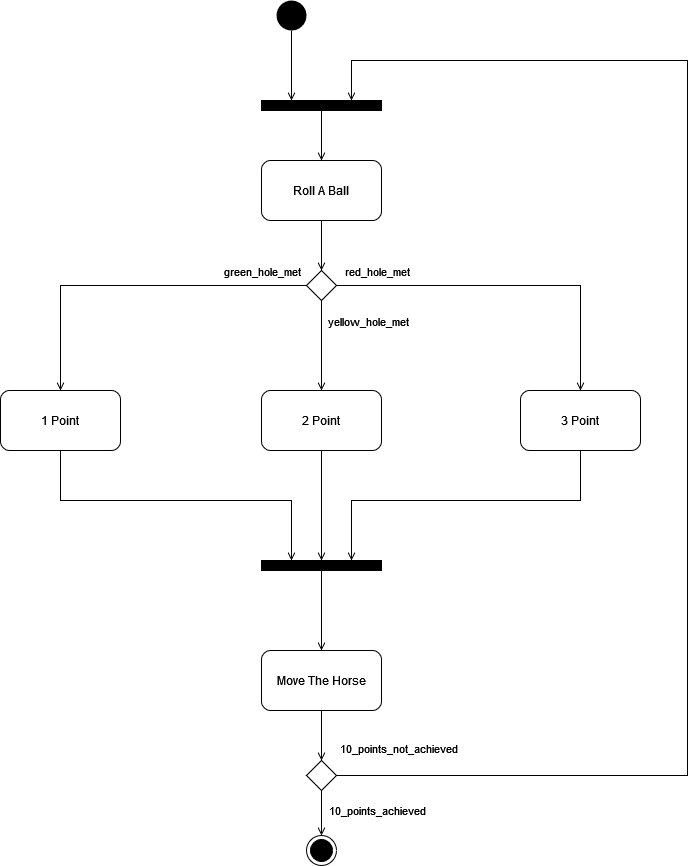 Roll A Ball
green_hole_met
red_hole_met
yellow_hole_met
1 Point
2 Point
3 Point
Move The Horse
10_points_not_achieved
10_points_achieved